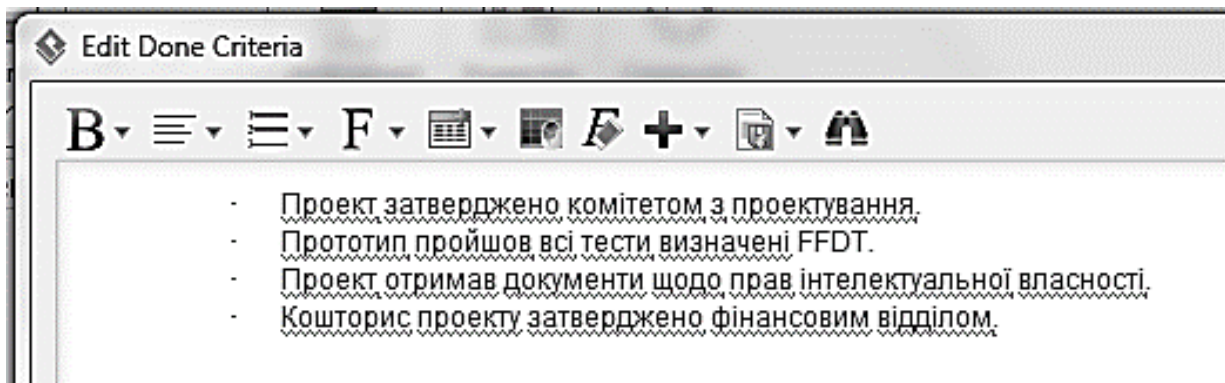 Edit Done Criteria
B F F
- Проект затверджено комітетом з проектування.
- Прототип пройшов всі тести визначені FFDT.
- Проект отримав документи щодо прав інтелектуальної власності.
- Кошторис проекту затверджено фінансовим відділом.